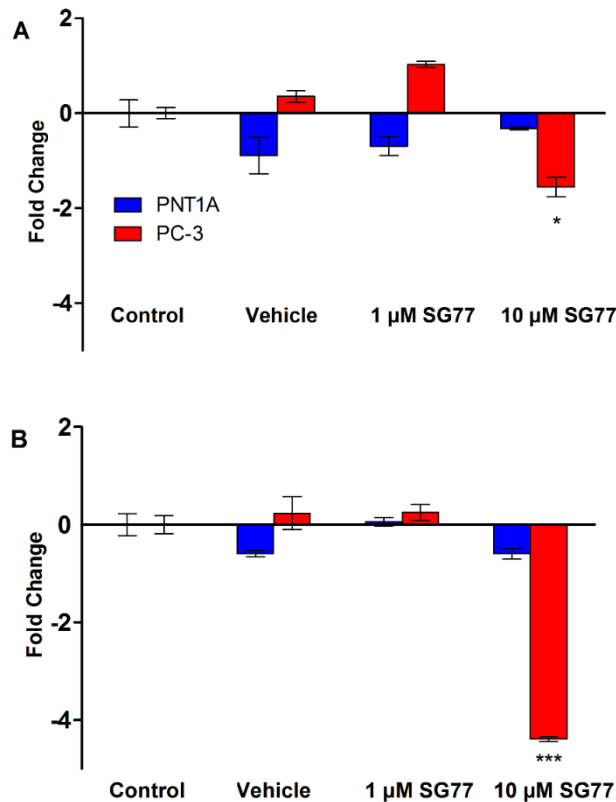 A
2
0
-2
-4
Fold Change
PNT1A
PC-3
*
Control Vehicle 1 µM SG77 10 µM SG77
B
2
0
-2
-4
Fold Change
***
Control Vehicle 1 µM SG77 10 µM SG77